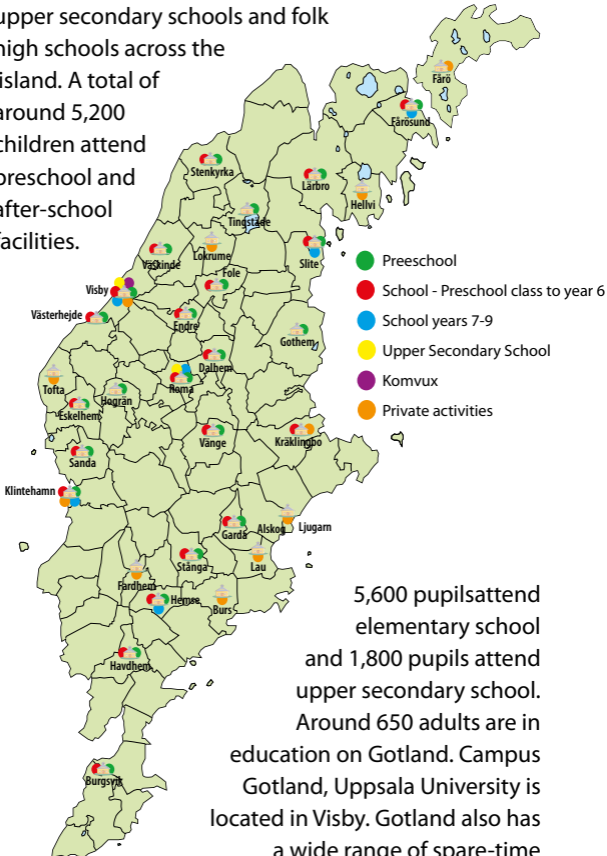 upper secondary schools and folk
high schools across the
island. A total of
around 5,200
children attend
preschool and
after-school
facilities.
Fårö
Fårösund
Stenkyrka
Lärbro
Hellvi
Tingstäde
Lokrume
Slite
Väskinde
Fole
Visby
Västerhejde
Endre
Gothem
Dalhem
Roma
Tofta
Hogrän
Eskelhem
Vänge
Kräklingbo
Sanda
Klintehamn
Garda
Alskog
Ljugarn
Stånga
Lau
Fardhem
Hemse
Burs
Havdhem
Burgsvik
Preeschool
School - Preschool class to year 6
School years 7-9
Upper Secondary School
Komvux
Private activities
5,600 pupilsattend
elementary school
and 1,800 pupils attend
upper secondary school.
Around 650 adults are in
education on Gotland. Campus
Gotland, Uppsala University is
located in Visby. Gotland also has
a wide range of spare-time